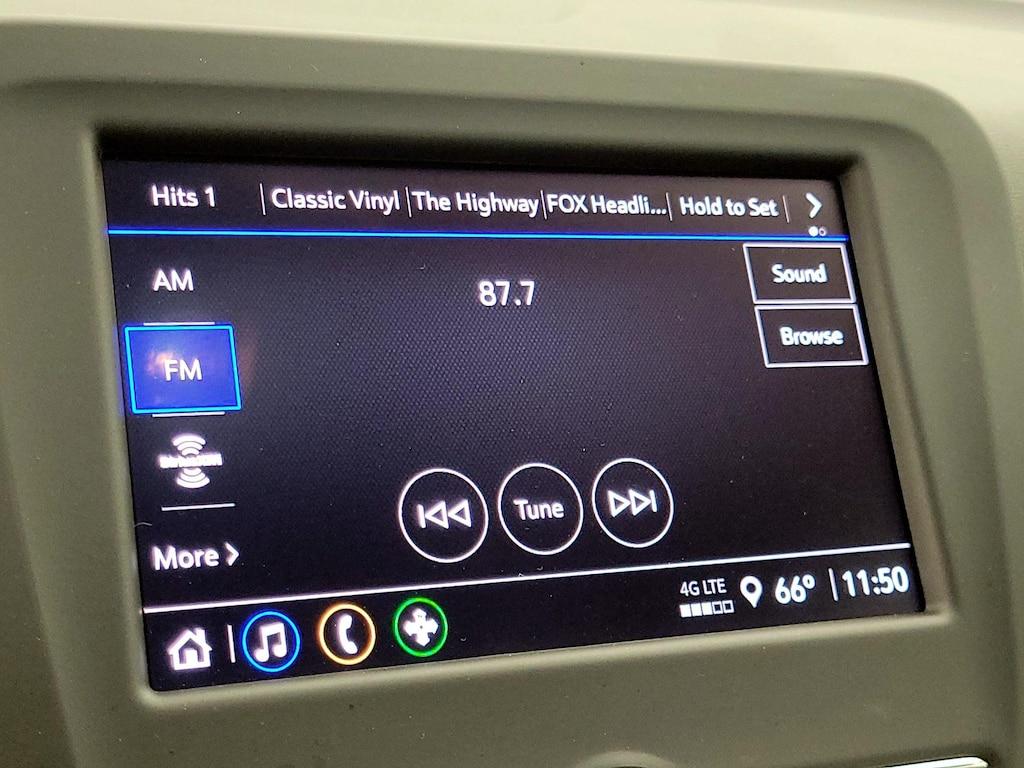 Hits 1 Classic Vinyl The Highway FOX Headli... Hold to Set
AM
87.7
Sound
Browse
FM
Tune
More
4G LTE
66° 11:50